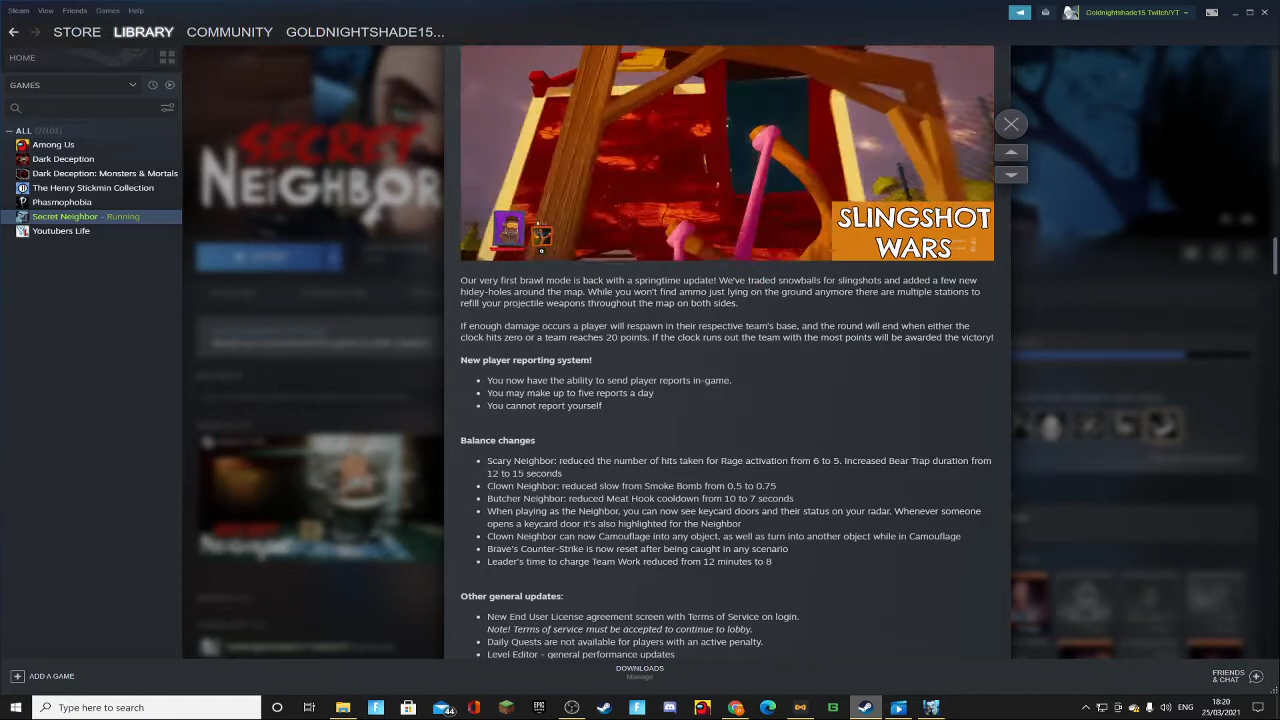 Steam View Friends Games Help
Goldnightshade15 Twitch/YT
STORE LIBRARY COMMUNITY GOLDNIGHTSHADE15...
HOME
GAMES
ALL (7/101)
Among Us
Dark Deception
Dark Deception: Monsters & Mortals
The Henry Stickmin Collection
Phasmophobia
Secret Neighbor - Running
Youtubers Life
SECRET
NEIGHBOR
SLINGSHOT
WARS
Our very first brawl mode is back with a springtime update! We've traded snowballs for slingshots and added a few new
hidey-holes around the map. While you won't find ammo just lying on the ground anymore there are multiple stations to
refill your projectile weapons throughout the map on both sides.
If enough damage occurs a player will respawn in their respective team's base, and the round will end when either the
clock hits zero or a team reaches 20 points. If the clock runs out the team with the most points will be awarded the victory!
New player reporting system!
• You now have the ability to send player reports in-game.
• You may make up to five reports a day
• You cannot report yourself
Balance changes
• Scary Neighbor: reduced the number of hits taken for Rage activation from 6 to 5. Increased Bear Trap duration from
12 to 15 seconds
• Clown Neighbor: reduced slow from Smoke Bomb from 0.5 to 0.75
• Butcher Neighbor: reduced Meat Hook cooldown from 10 to 7 seconds
• When playing as the Neighbor, you can now see keycard doors and their status on your radar. Whenever someone
opens a keycard door it's also highlighted for the Neighbor
• Clown Neighbor can now Camouflage into any object, as well as turn into another object while in Camouflage
• Brave's Counter-Strike is now reset after being caught in any scenario
• Leader's time to charge Team Work reduced from 12 minutes to 8
Other general updates:
• New End User License agreement screen with Terms of Service on login.
Note! Terms of service must be accepted to continue to lobby.
• Daily Quests are not available for players with an active penalty.
• Level Editor - general performance updates
ADD A GAME
DOWNLOADS
Manage
FRIENDS
& CHAT
Type here to search
44
EPIC
GAMES
18:20
25/03/2021